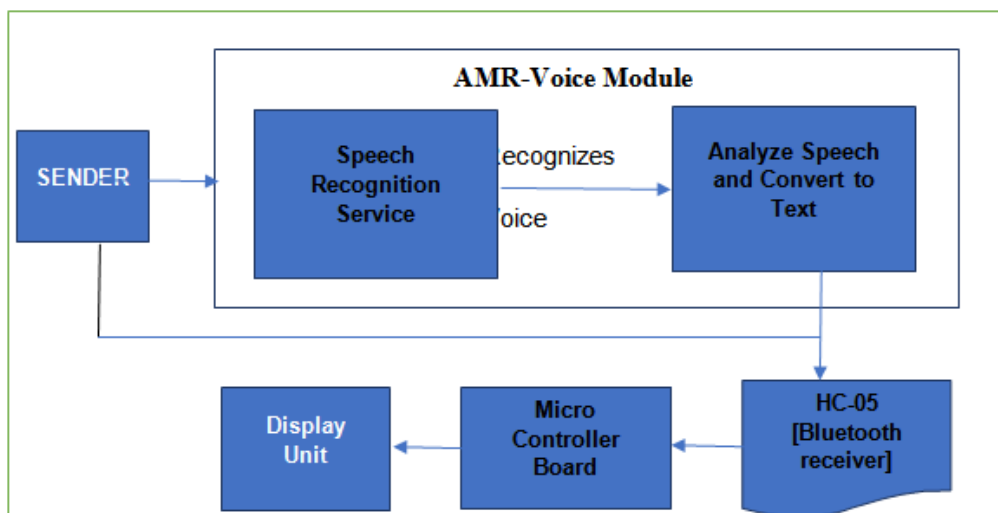 AMR-Voice Module
SENDER
Speech
Recognition
Service
ecognizes
oice
Analyze Speech
and Convert to
Text
Display
Unit
Micro
Controller
Board
HC-05
[Bluetooth
receiver]